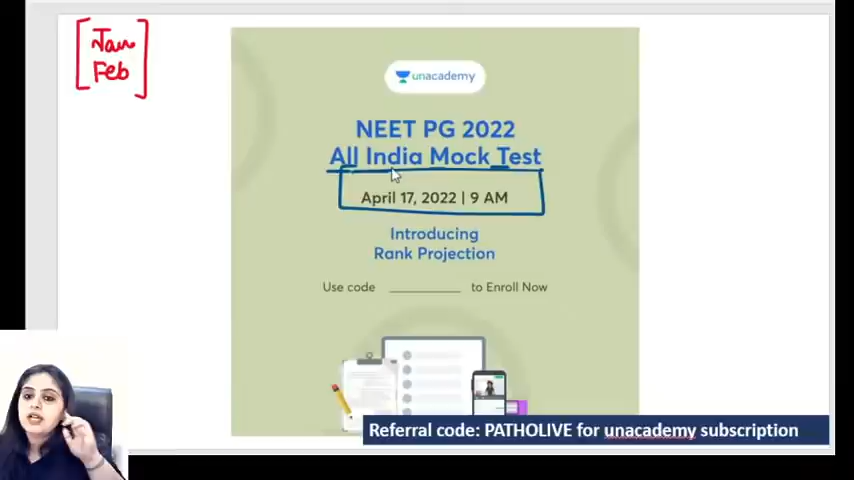 Jan
Feb
unacademy
NEET PG 2022
All India Mock Test
April 17, 2022 | 9 AM
Introducing
Rank Projection
Use code __________ to Enroll Now
Referral code: PATHOLIVE for unacademy subscription